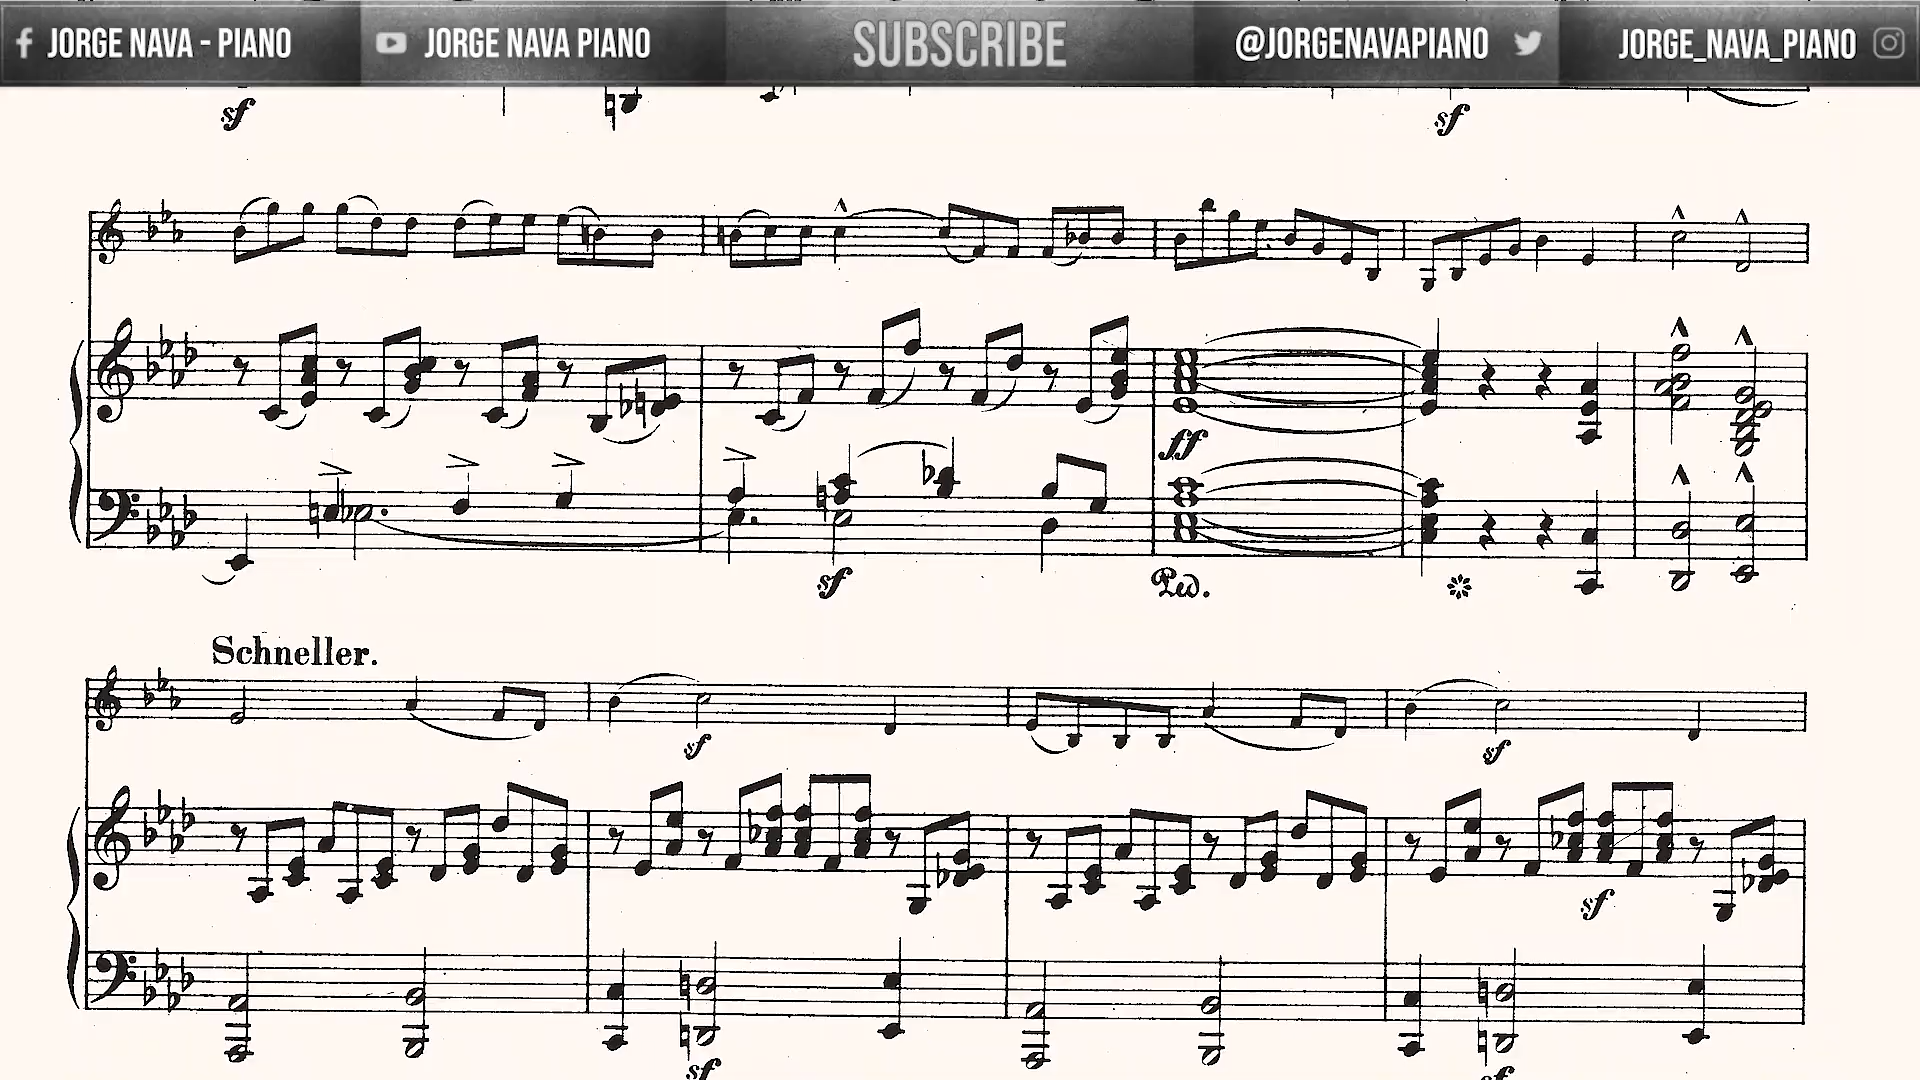 JORGE NAVA - PIANO JORGE NAVA PIANO SUBSCRIBE @JORGENAVAPIANO JORGE_NAVA_PIANO
sf sf
ff
sf Ped.
Schneller.
sf sf
sf
sf sf